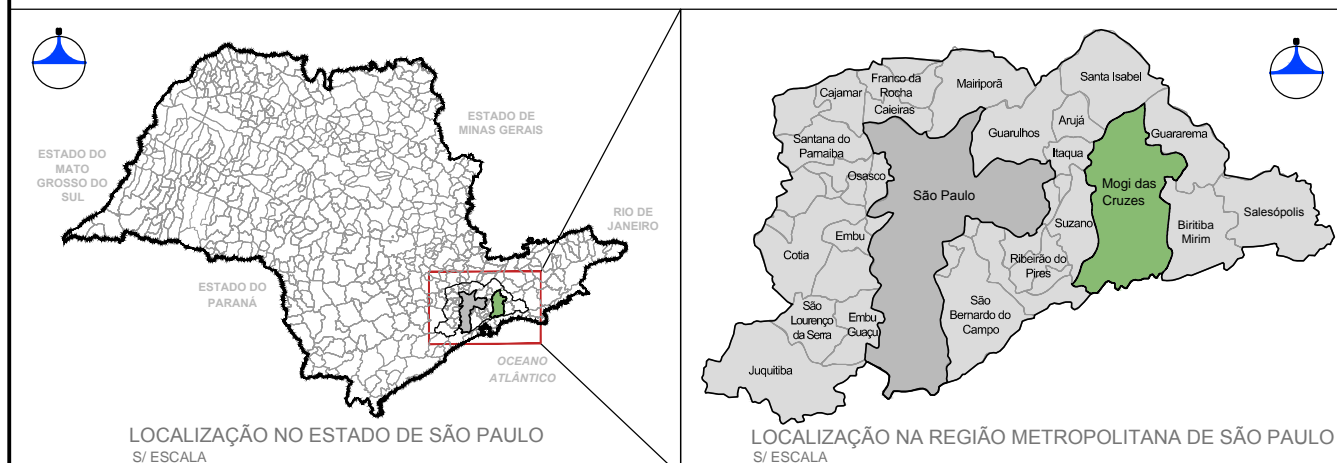 ESTADO DE
MINAS GERAIS
ESTADO DO
MATO
GROSSO DO
SUL
RIO DE
JANEIRO
ESTADO DO
PARANÁ
OCEANO
ATLÂNTICO
LOCALIZAÇÃO NO ESTADO DE SÃO PAULO
S/ ESCALA
Franco da
Rocha
Mairiporã
Santa Isabel
Cajamar
Caieiras
Arujá
Guarulhos
Guararema
Santana do
Parnaiba
Itaqua
Osasco
São Paulo
Mogi das
Cruzes
Salesópolis
Suzano
Biritiba
Mirim
Embu
Cotia
Ribeirão do
Pires
São
Lourenço
da Serra
Embu
Guaçu
São
Bernardo do
Campo
Juquitiba
LOCALIZAÇÃO NA REGIÃO METROPOLITANA DE SÃO PAULO
S/ ESCALA